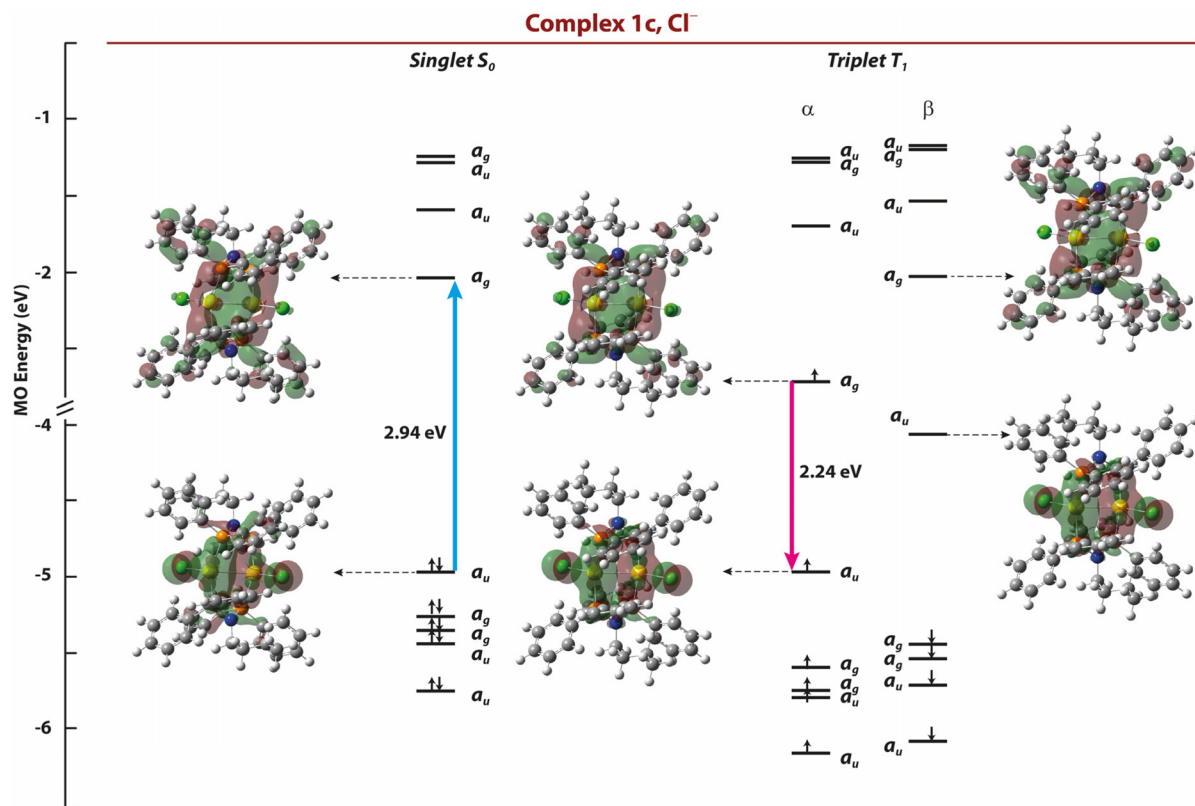 Complex 1c, Cl⁻
Singlet S₀
Triplet T₁
α
β
MO Energy (eV)
-1
-2
-4
-5
-6
a_g
a_u
a_u
a_g
2.94 eV
a_u
a_g
a_g
a_u
a_u
a_u
a_g
a_u
a_g
2.24 eV
a_u
a_g
a_g
a_u
a_u
a_u
a_g
a_u
a_g
a_u
a_g
a_g
a_u
a_u